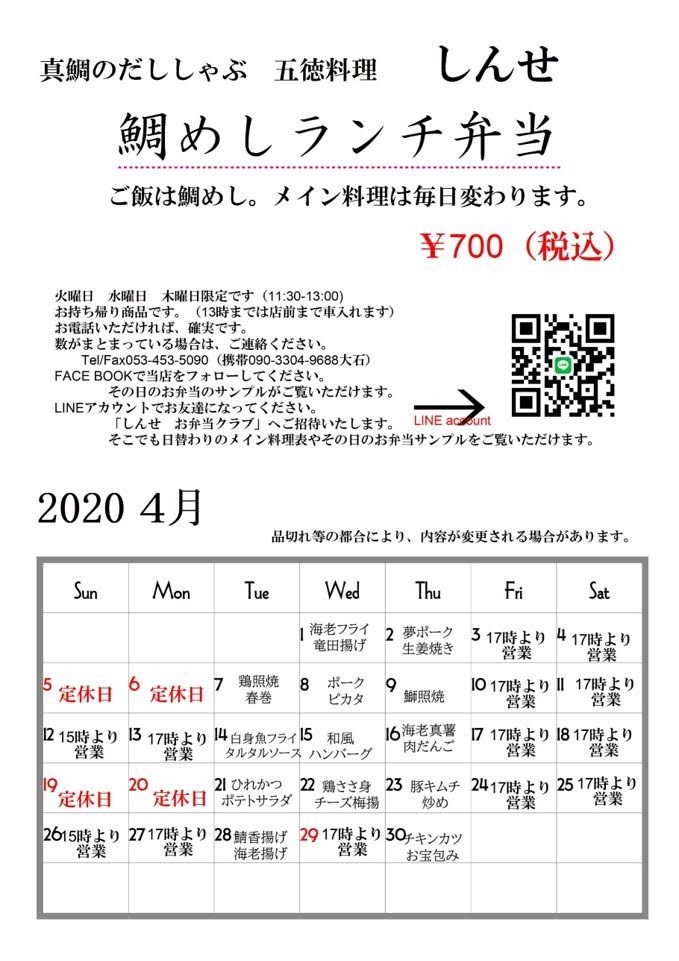 真鯛のだししゃぶ　五徳料理　しんせ
鯛めしランチ弁当
ご飯は鯛めし。メイン料理は毎日変わります。
￥700（税込）
火曜日　水曜日　木曜日限定です（11:30-13:00)
お持ち帰り商品です。（13時までは店前まで車入れます）
お電話いただければ、確実です。
数がまとまっている場合は、ご連絡ください。
Tel/Fax053-453-5090（携帯090-3304-9688大石）
FACE BOOKで当店をフォローしてください。
その日のお弁当のサンプルがご覧いただけます。
LINEアカウントでお友達になってください。
LINE account
「しんせ　お弁当クラブ」へご招待いたします。
そこでも日替わりのメイン料理表やその日のお弁当サンプルをご覧いただけます。
2020 4月
品切れ等の都合により、内容が変更される場合があります。
Sun Mon Tue Wed Thu Fri Sat
1 海老フライ 2 夢ポーク 3 17時より 4 17時より
竜田揚げ 生姜焼き 営業 営業
5 定休日 6 定休日 7 鶏照焼 8 ポーク 9 鰤照焼 10 17時より 11 17時より
春巻 ピカタ 営業 営業
12 15時より 13 17時より 14 白身魚フライ 15 和風 16 海老真薯 17 17時より 18 17時より
営業 営業 タルタルソース ハンバーグ 肉だんご 営業 営業
19 定休日 20 定休日 21 ひれかつ 22 鶏ささ身 23 豚キムチ 24 17時より 25 17時より
ポテトサラダ チーズ梅揚 炒め 営業 営業
26 15時より 27 17時より 28 鯖香揚げ 29 17時より 30 チキンカツ
営業 営業 海老揚げ 営業 お宝包み